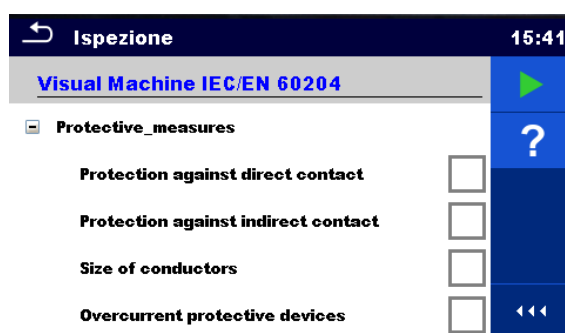 Ispezione
15:41
Visual Machine IEC/EN 60204
Protective_measures
?
Protection against direct contact
Protection against indirect contact
Size of conductors
Overcurrent protective devices